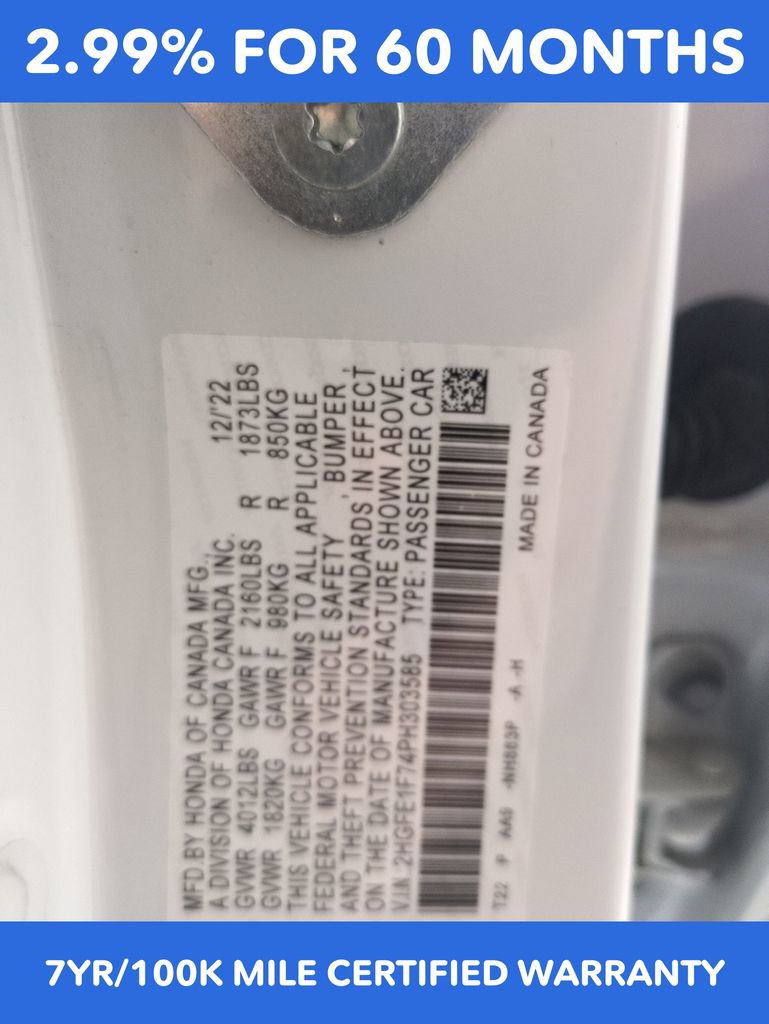 2.99% FOR 60 MONTHS
MFD.BY HONDA OF CANADA MFG., 12/'22
A DIVISION OF HONDA CANADA INC.
GVWR 4012LBS GAWR F 2160LBS R 1873LBS
GVWR 1820KG GAWR F 980KG R 850KG
THIS VEHICLE CONFORMS TO ALL APPLICABLE
FEDERAL MOTOR VEHICLE SAFETY , BUMPER ,
AND THEFT PREVENTION STANDARDS IN EFFECT
ON THE DATE OF MANUFACTURE SHOWN ABOVE.
V.I.N. 2HGFE1F74PH303585 TYPE: PASSENGER CAR
T22 P AA9 -NH883P -A -H
MADE IN CANADA
7YR/100K MILE CERTIFIED WARRANTY